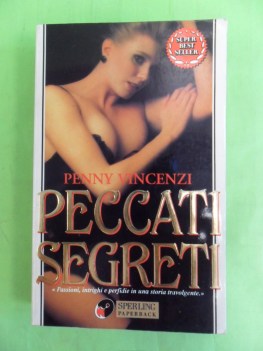 SUPER
BEST
SELLER
PENNY VINCENZI
PECCATI
SEGRETI
« Passioni, intrighi e perfidie in una storia travolgente. »
SPERLING
PAPERBACK